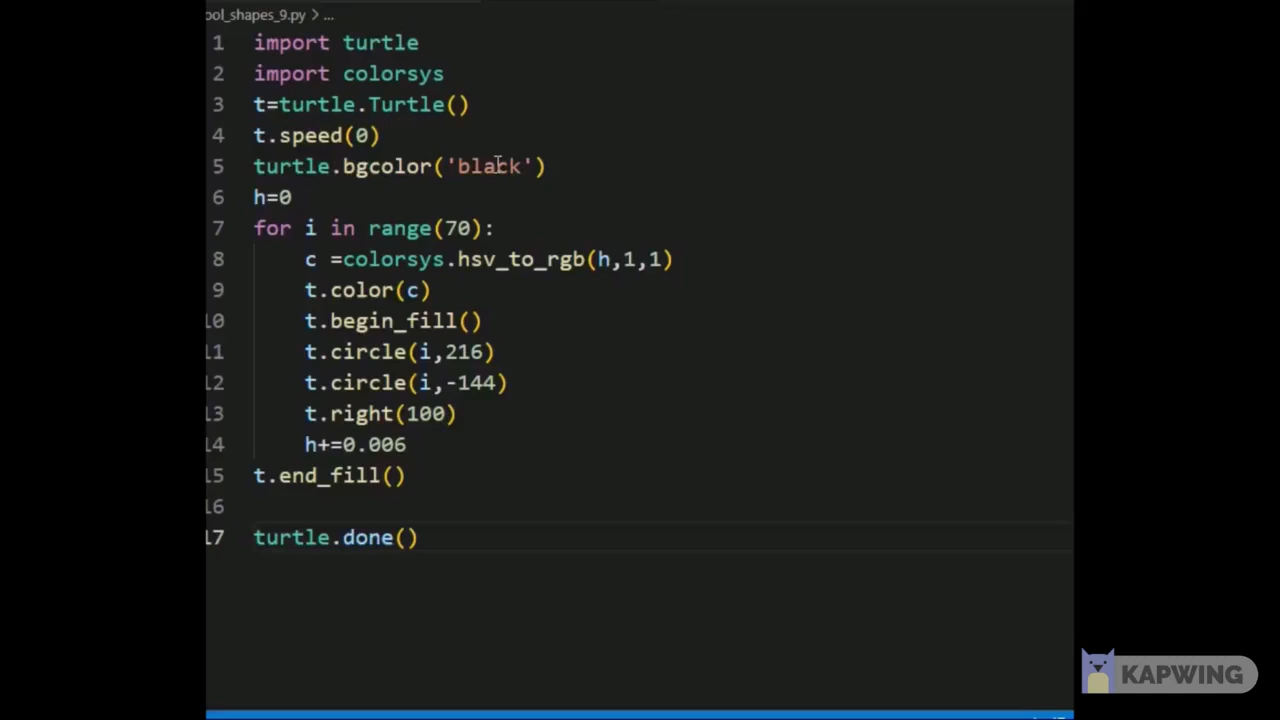 ool_shapes_9.py > ...
1 import turtle
2 import colorsys
3 t=turtle.Turtle()
4 t.speed(0)
5 turtle.bgcolor('black')
6 h=0
7 for i in range(70):
8     c =colorsys.hsv_to_rgb(h,1,1)
9     t.color(c)
10     t.begin_fill()
11     t.circle(i,216)
12     t.circle(i,-144)
13     t.right(100)
14     h+=0.006
15 t.end_fill()
16
17 turtle.done()
KAPWING